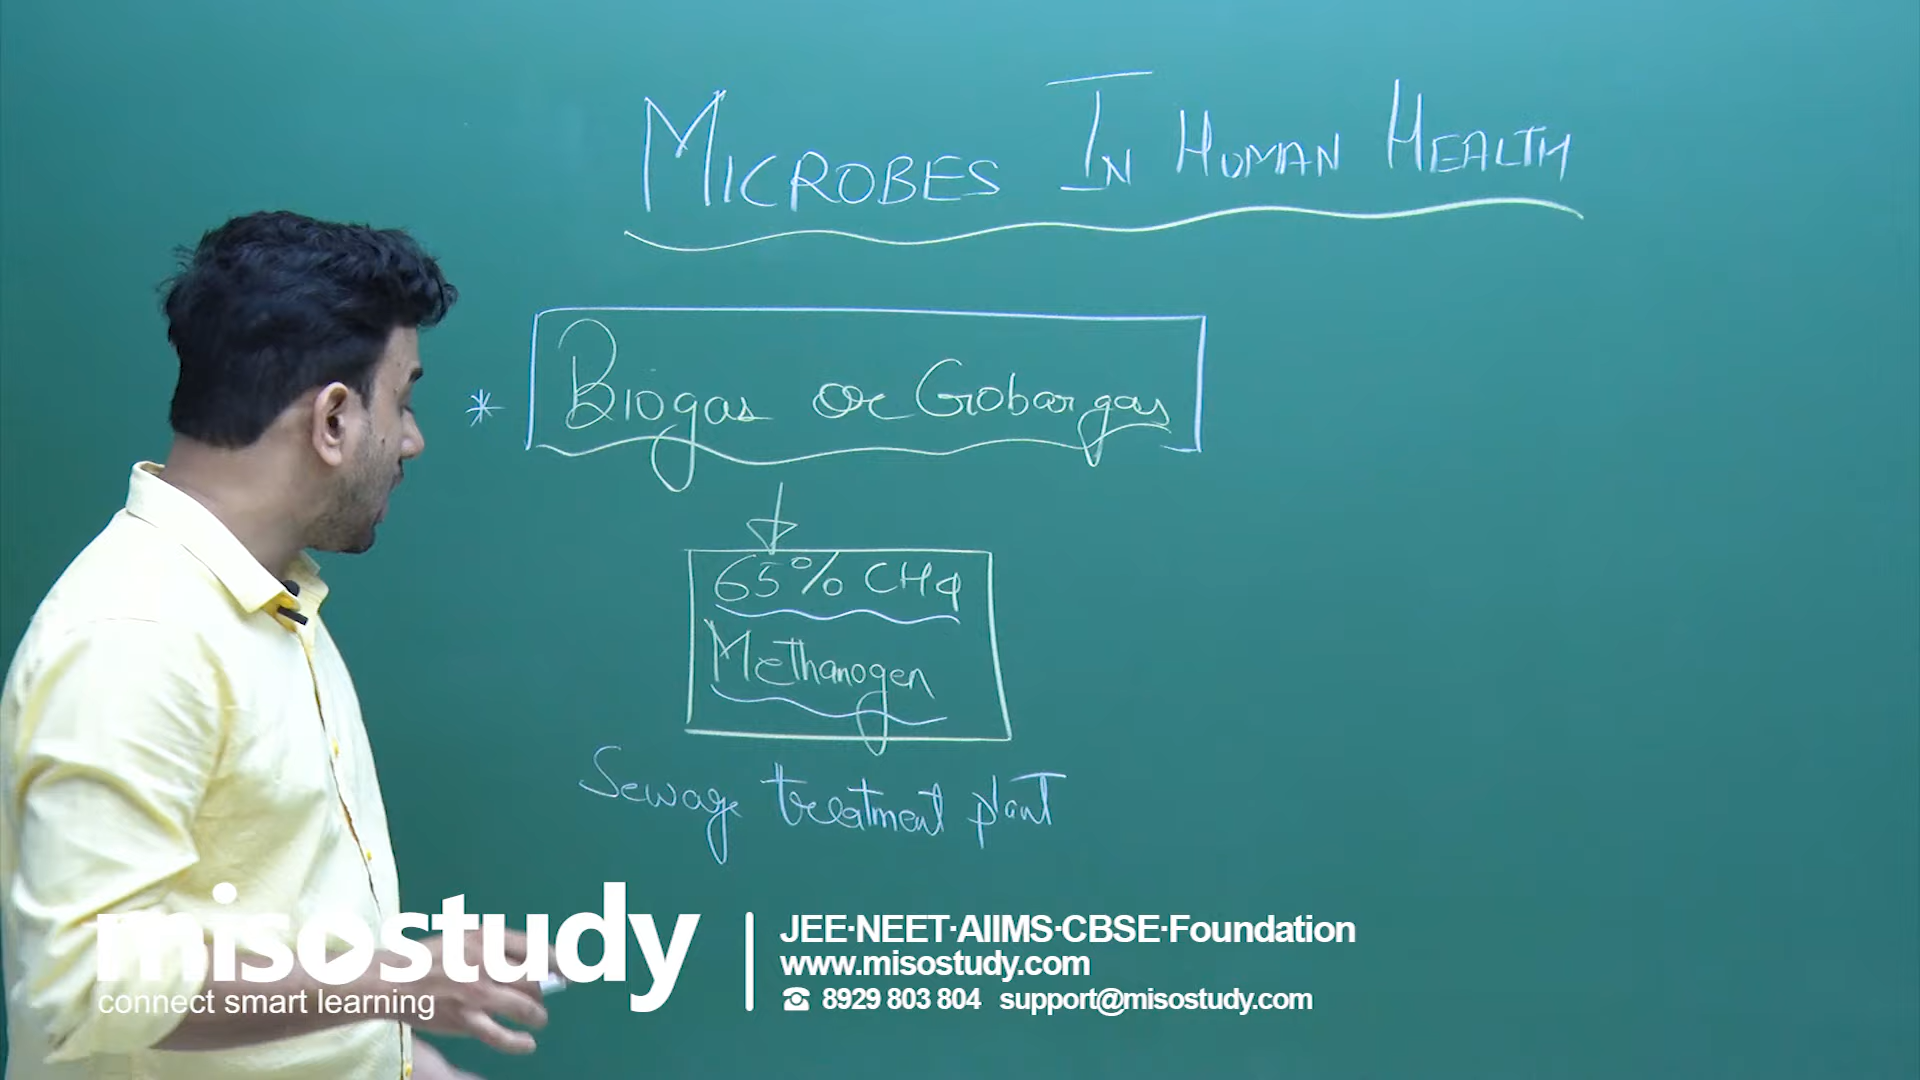 MICROBES IN HUMAN HEALTH
* Biogas or Gobar gas
65% CH4
Methanogen
Sewage treatment plant
misostudy
connect smart learning
JEE·NEET·AIIMS·CBSE·Foundation
www.misostudy.com
8929 803 804 support@misostudy.com